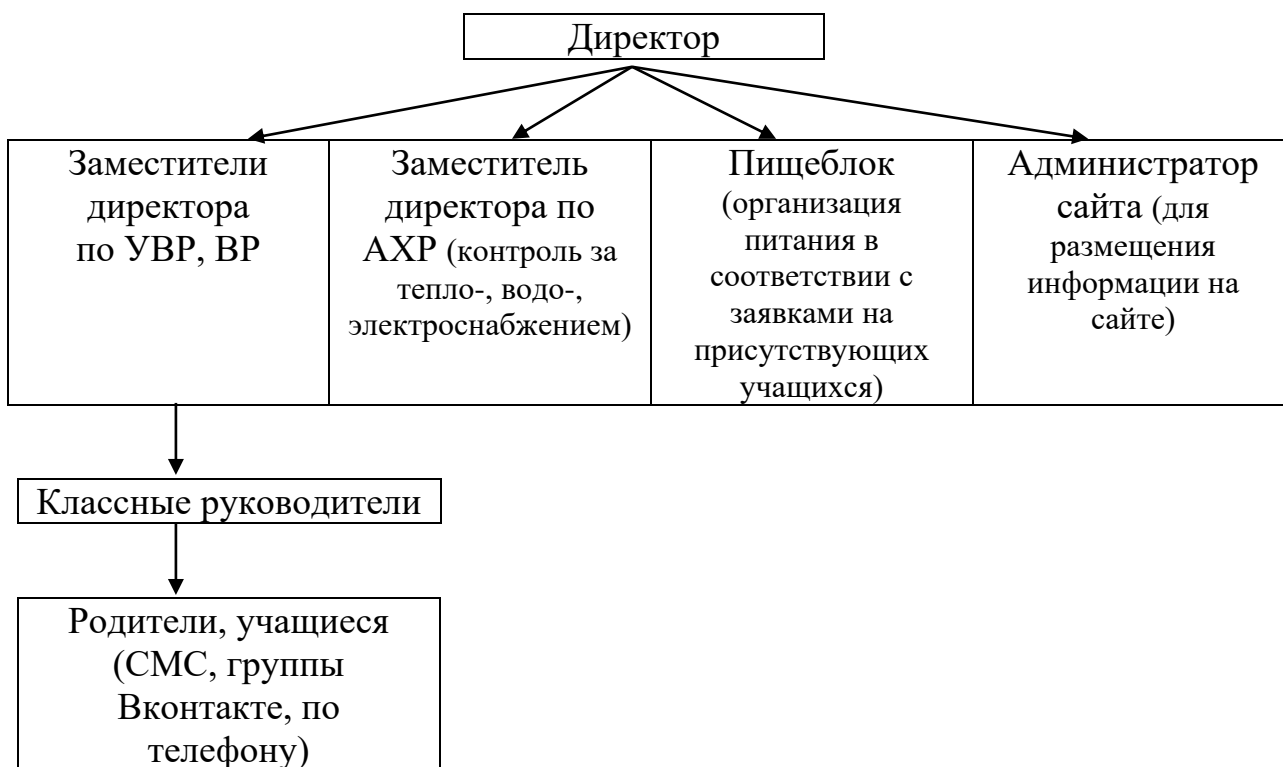 Директор
Заместители
директора
по УВР, ВР
Заместитель
директора по
АХР (контроль за
тепло-, водо-,
электроснабжением)
Пищеблок
(организация
питания в
соответствии с
заявками на
присутствующих
учащихся)
Администратор
сайта (для
размещения
информации на
сайте)
Классные руководители
Родители, учащиеся
(СМС, группы
Вконтакте, по
телефону)